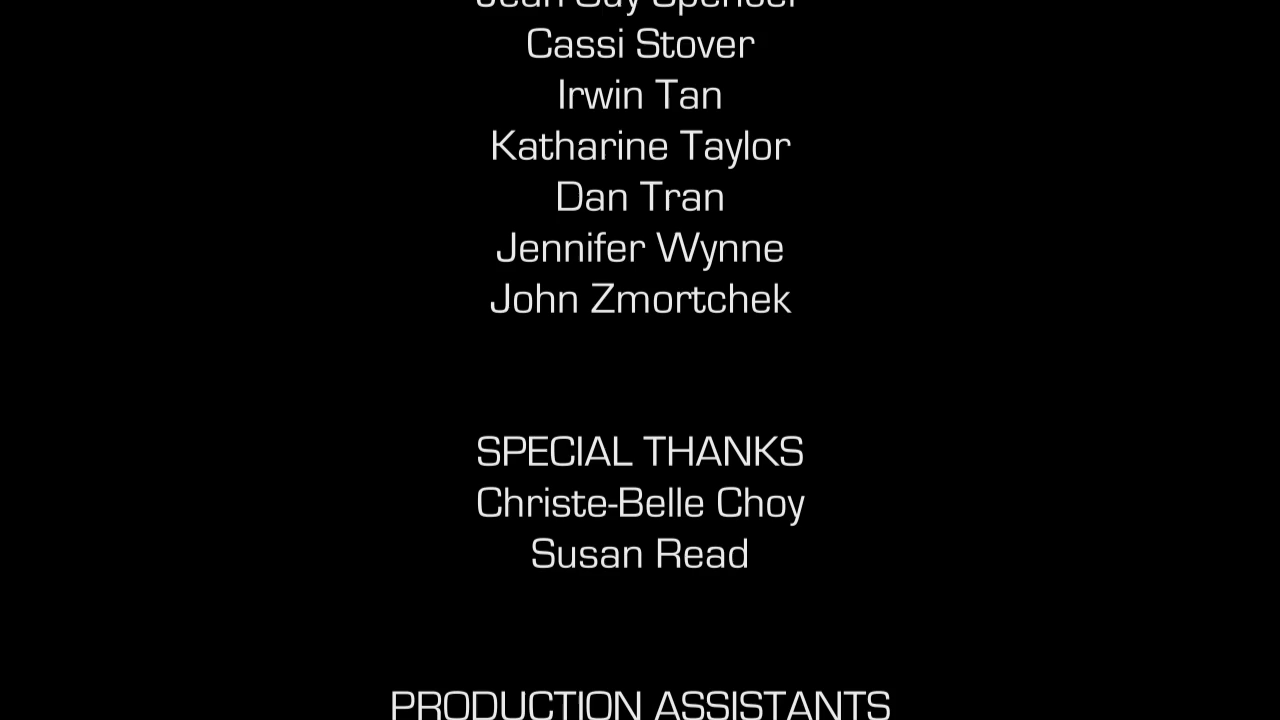 Cassi Stover
Irwin Tan
Katharine Taylor
Dan Tran
Jennifer Wynne
John Zmortchek
SPECIAL THANKS
Christe-Belle Choy
Susan Read
PRODUCTION ASSISTANTS